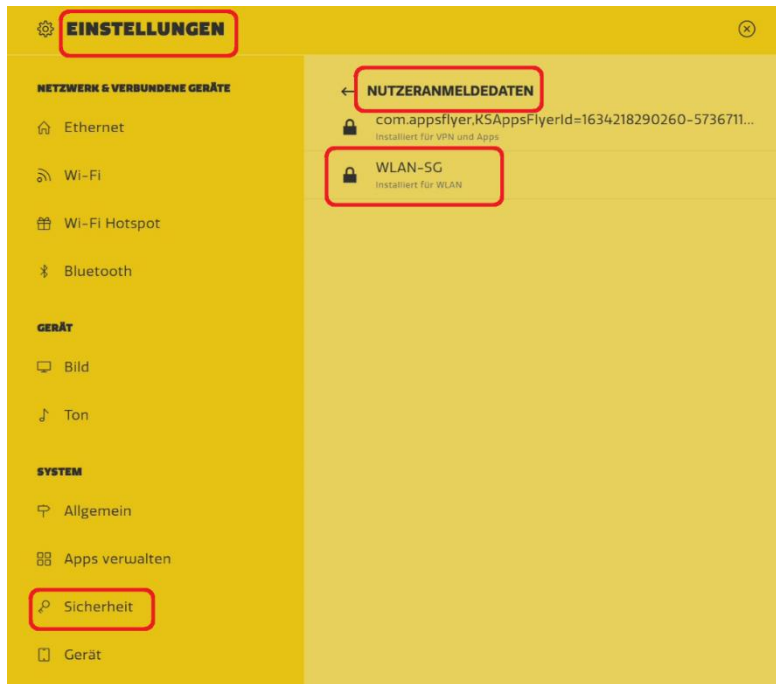 EINSTELLUNGEN
NETZWERK & VERBUNDENE GERÄTE
Ethernet
Wi-Fi
Wi-Fi Hotspot
Bluetooth
GERÄT
Bild
Ton
SYSTEM
Allgemein
Apps verwalten
Sicherheit
Gerät
NUTZERANMELDEDATEN
com.appsflyer,KSAppsFlyerId=1634218290260-5736711...
Installiert für VPN und Apps
WLAN-SG
Installiert für WLAN